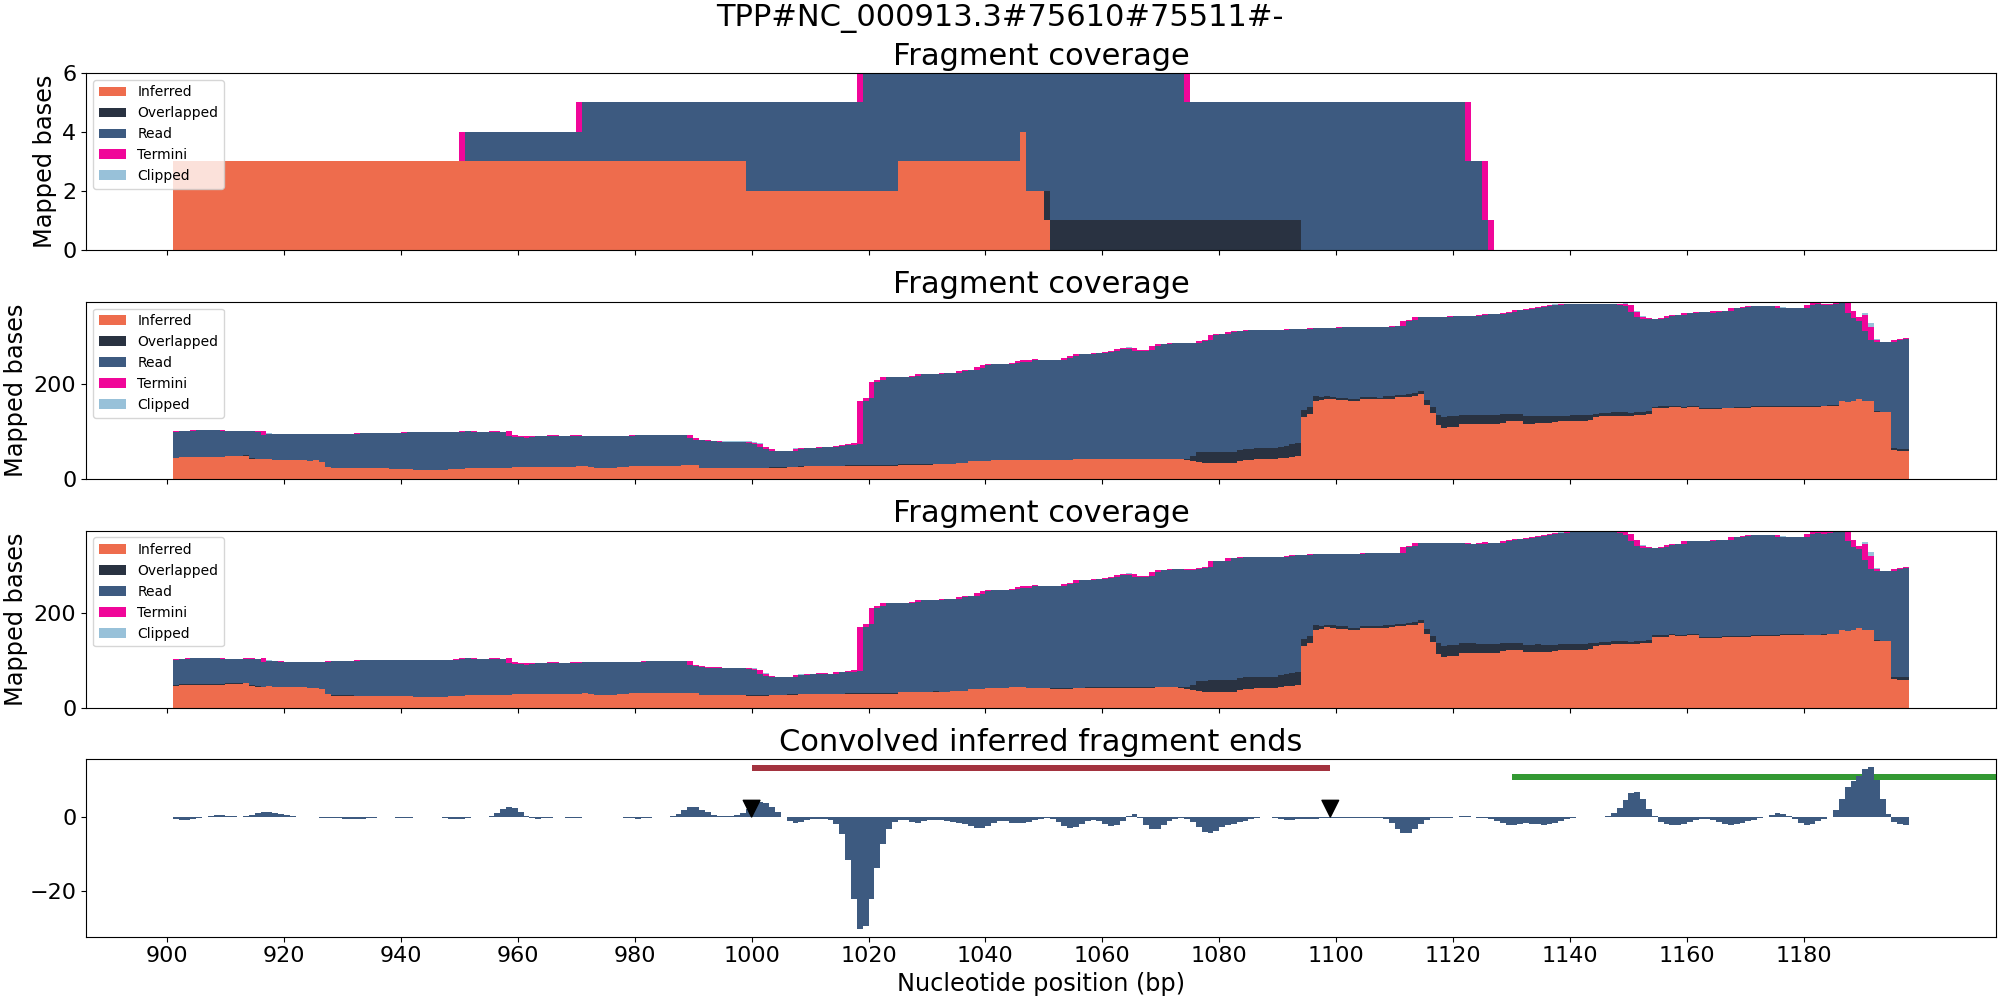 TPP#NC_000913.3#75610#75511#-
Fragment coverage
Mapped bases
6
4
2
0
Inferred
Overlapped
Read
Termini
Clipped
Fragment coverage
Mapped bases
200
0
Inferred
Overlapped
Read
Termini
Clipped
Fragment coverage
Mapped bases
200
0
Inferred
Overlapped
Read
Termini
Clipped
Convolved inferred fragment ends
0
−20
900 920 940 960 980 1000 1020 1040 1060 1080 1100 1120 1140 1160 1180
Nucleotide position (bp)